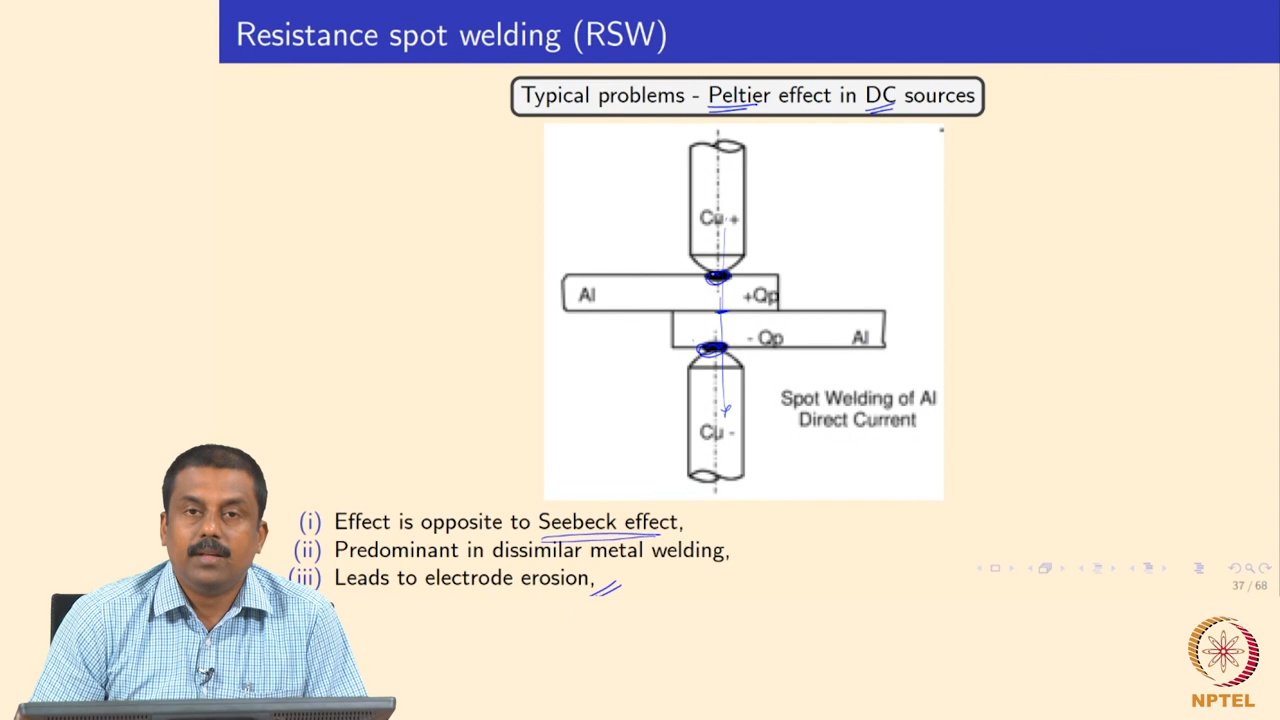 Resistance spot welding (RSW)
Typical problems - Peltier effect in DC sources
Cu +
Al
+Qp
- Qp
Al
Spot Welding of Al
Direct Current
Cu -
(i) Effect is opposite to Seebeck effect,
(ii) Predominant in dissimilar metal welding,
(iii) Leads to electrode erosion,
37 / 68
NPTEL